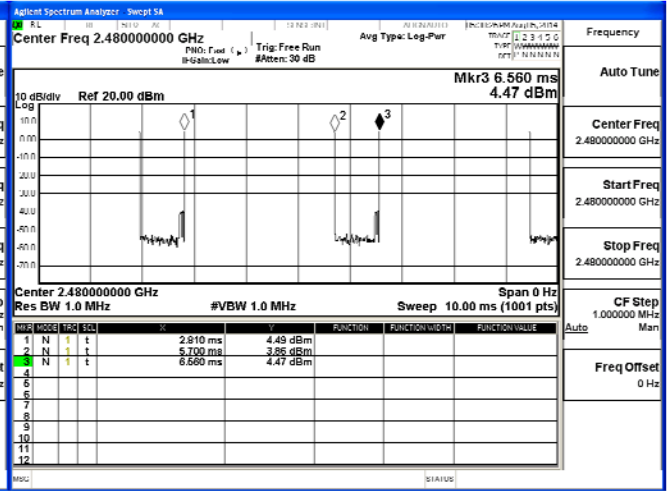 Agilent Spectrum Analyzer - Swept SA
RL
Center Freq 2.480000000 GHz
PNO: Fast
IFGain:Low
Trig: Free Run
#Atten: 30 dB
Avg Type: Log-Pwr
TRACE 1 2 3 4 5 6
TYPE
DET P N N N N N
Frequency
Auto Tune
Mkr3 6.560 ms
4.47 dBm
10 dB/div Ref 20.00 dBm
Log
10.0
0.00
-10.0
-20.0
-30.0
-40.0
-50.0
-60.0
-70.0
1
2
3
Center Freq
2.480000000 GHz
Start Freq
2.480000000 GHz
Stop Freq
2.480000000 GHz
Center 2.480000000 GHz
Span 0 Hz
Res BW 1.0 MHz
#VBW 1.0 MHz
Sweep 10.00 ms (1001 pts)
CF Step
1.000000 MHz
Auto Man
MKR MODE TRC SCL X Y FUNCTION FUNCTION WIDTH FUNCTION VALUE
1 N 1 t 2.810 ms 4.49 dBm
2 N 1 t 5.700 ms 3.85 dBm
3 N 1 t 6.560 ms 4.47 dBm
4
5
6
7
8
9
10
11
12
Freq Offset
0 Hz
MSG
STATUS